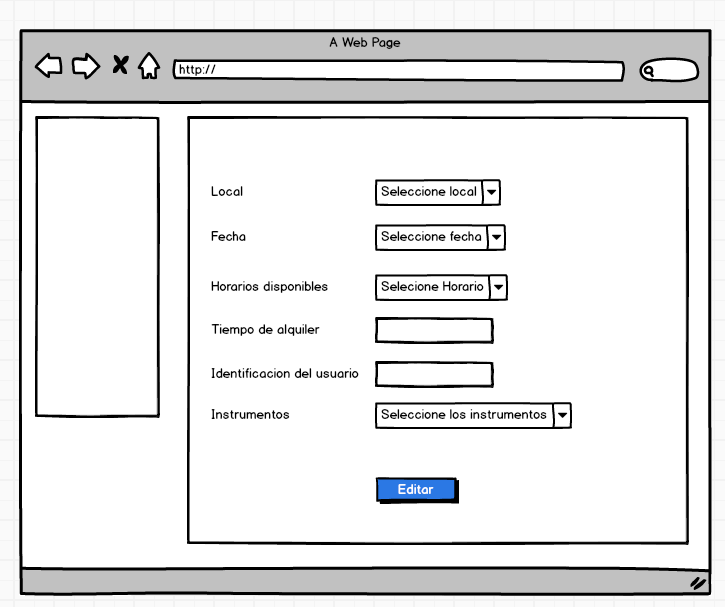 A Web Page
http://
Local
Seleccione local
Fecha
Seleccione fecha
Horarios disponibles
Selecione Horario
Tiempo de alquiler
Identificacion del usuario
Instrumentos
Seleccione los instrumentos
Editar